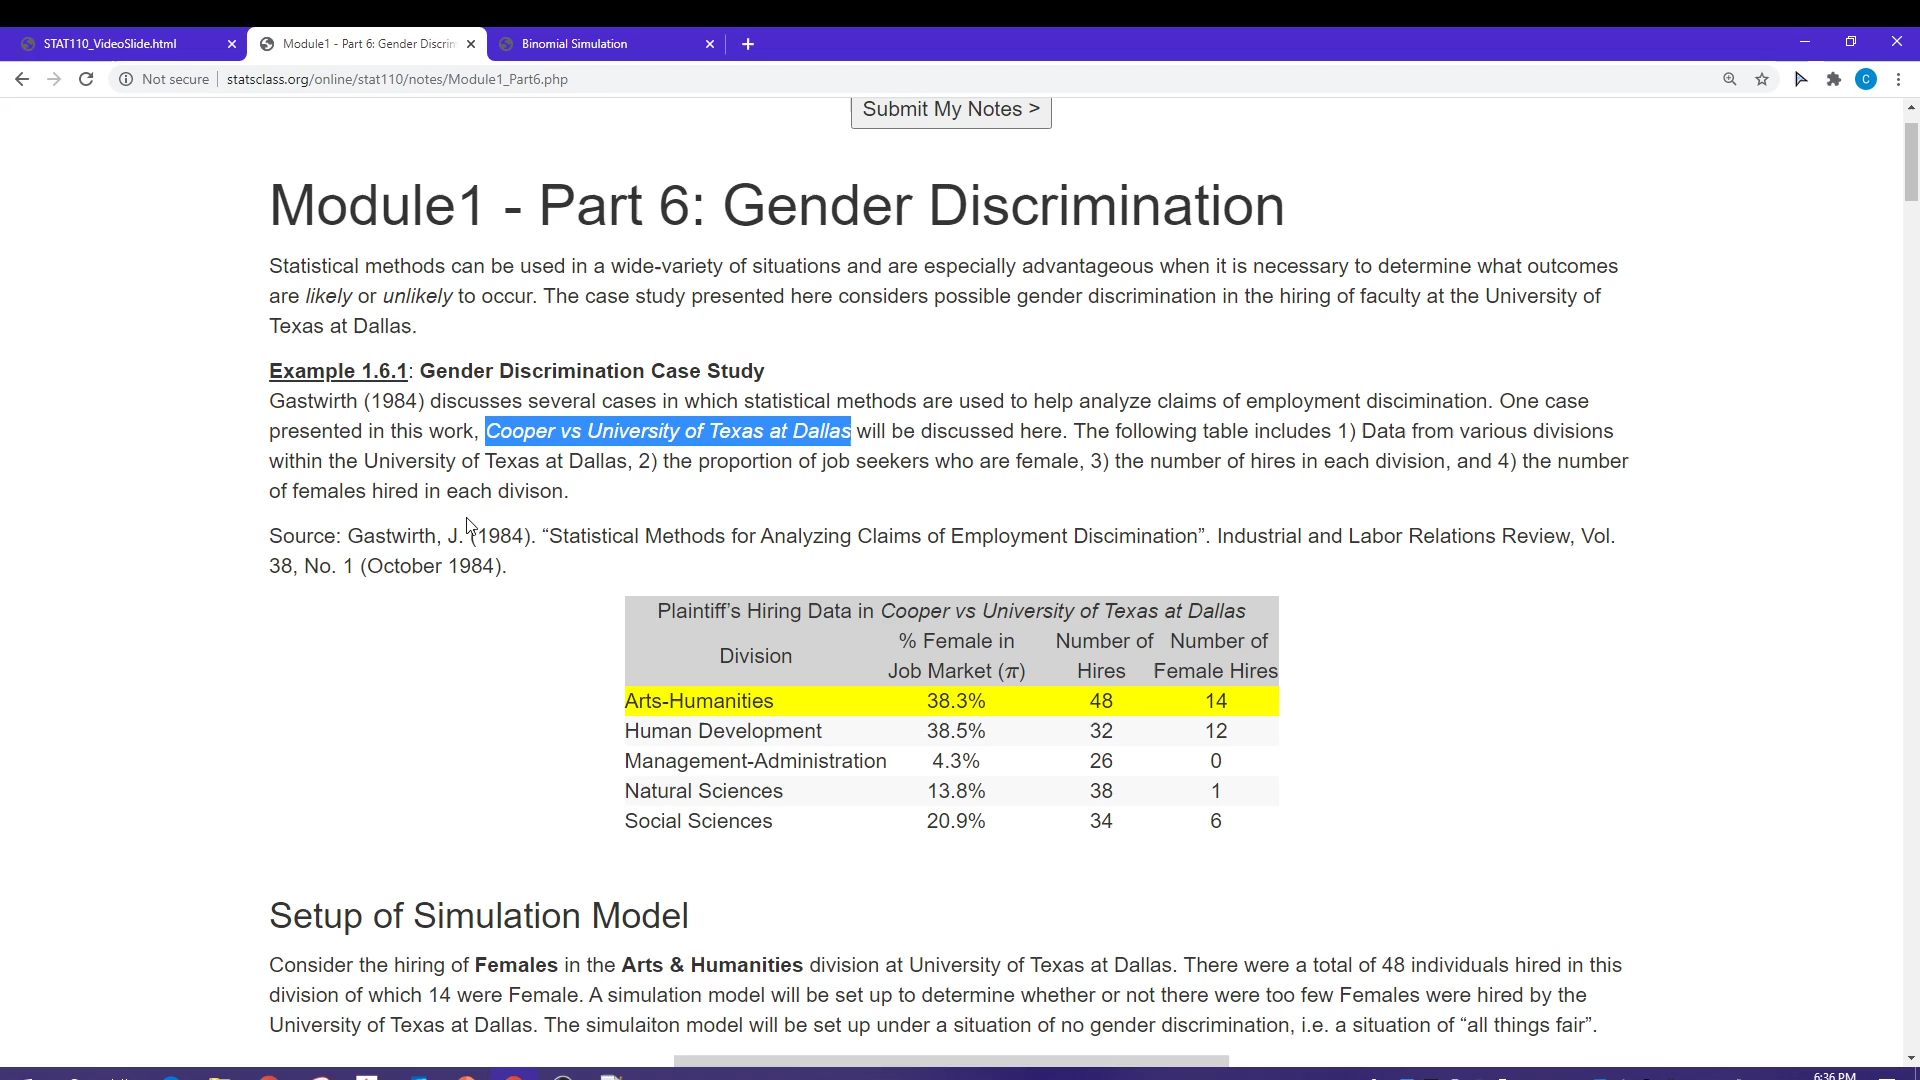 STAT110_VideoSlide.html
Module1 - Part 6: Gender Discrim
Binomial Simulation
Not secure
statsclass.org/online/stat110/notes/Module1_Part6.php
C
Submit My Notes >
Module1 - Part 6: Gender Discrimination
Statistical methods can be used in a wide-variety of situations and are especially advantageous when it is necessary to determine what outcomes
are likely or unlikely to occur. The case study presented here considers possible gender discrimination in the hiring of faculty at the University of
Texas at Dallas.
Example 1.6.1: Gender Discrimination Case Study
Gastwirth (1984) discusses several cases in which statistical methods are used to help analyze claims of employment discimination. One case
presented in this work, Cooper vs University of Texas at Dallas will be discussed here. The following table includes 1) Data from various divisions
within the University of Texas at Dallas, 2) the proportion of job seekers who are female, 3) the number of hires in each division, and 4) the number
of females hired in each divison.
Source: Gastwirth, J. (1984). “Statistical Methods for Analyzing Claims of Employment Discimination”. Industrial and Labor Relations Review, Vol.
38, No. 1 (October 1984).
Plaintiff’s Hiring Data in Cooper vs University of Texas at Dallas
Division % Female in Job Market (π) Number of Hires Number of Female Hires
Arts-Humanities 38.3% 48 14
Human Development 38.5% 32 12
Management-Administration 4.3% 26 0
Natural Sciences 13.8% 38 1
Social Sciences 20.9% 34 6
Setup of Simulation Model
Consider the hiring of Females in the Arts & Humanities division at University of Texas at Dallas. There were a total of 48 individuals hired in this
division of which 14 were Female. A simulation model will be set up to determine whether or not there were too few Females were hired by the
University of Texas at Dallas. The simulaiton model will be set up under a situation of no gender discrimination, i.e. a situation of “all things fair”.
6:36 PM